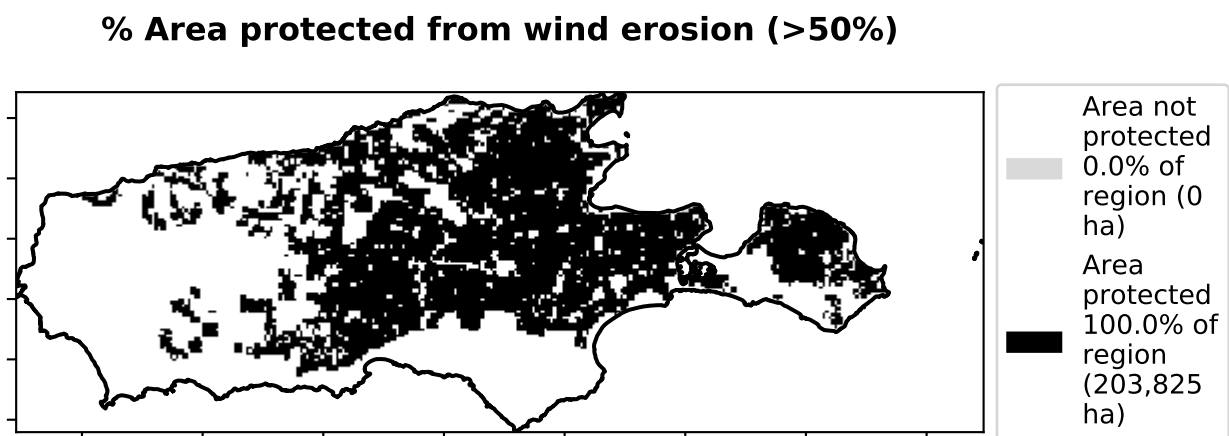 % Area protected from wind erosion (>50%)
Area not
protected
0.0% of
region (0
ha)
Area
protected
100.0% of
region
(203,825
ha)